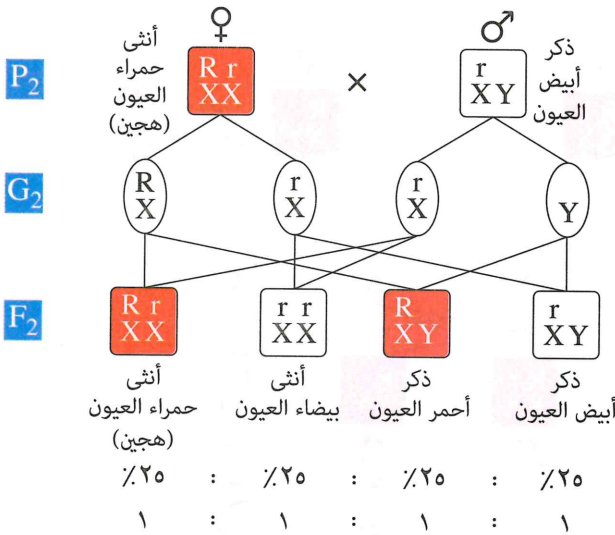 ♀ ♂
P₂
أنثى
حمراء
العيون
(هجين)
R r
XX
×
r
XY
ذكر
أبيض
العيون
G₂
R
X
r
X
r
X
Y
F₂
R r
XX
r r
XX
R
XY
r
XY
أنثى
حمراء العيون
(هجين)
أنثى
بيضاء العيون
ذكر
أحمر العيون
ذكر
أبيض العيون
٪٢٥ : ٪٢٥ : ٪٢٥ : ٪٢٥
١ : ١ : ١ : ١